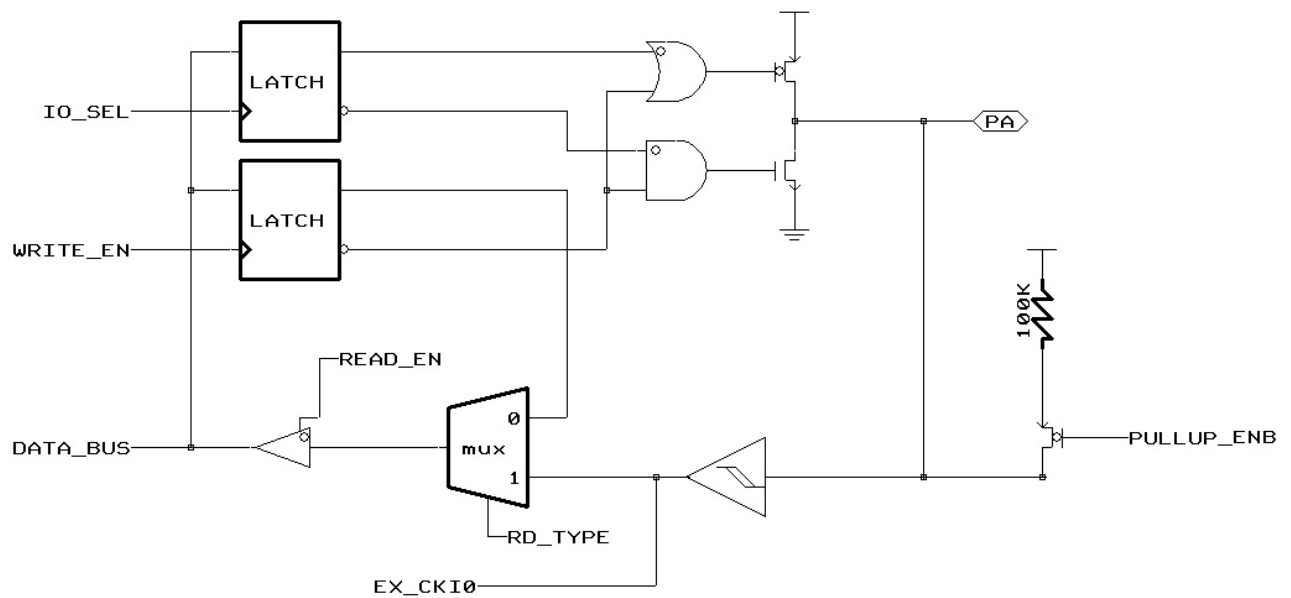 LATCH
IO_SEL
PA
LATCH
WRITE_EN
100K
READ_EN
0
DATA_BUS
mux
PULLUP_ENB
1
RD_TYPE
EX_CKI0